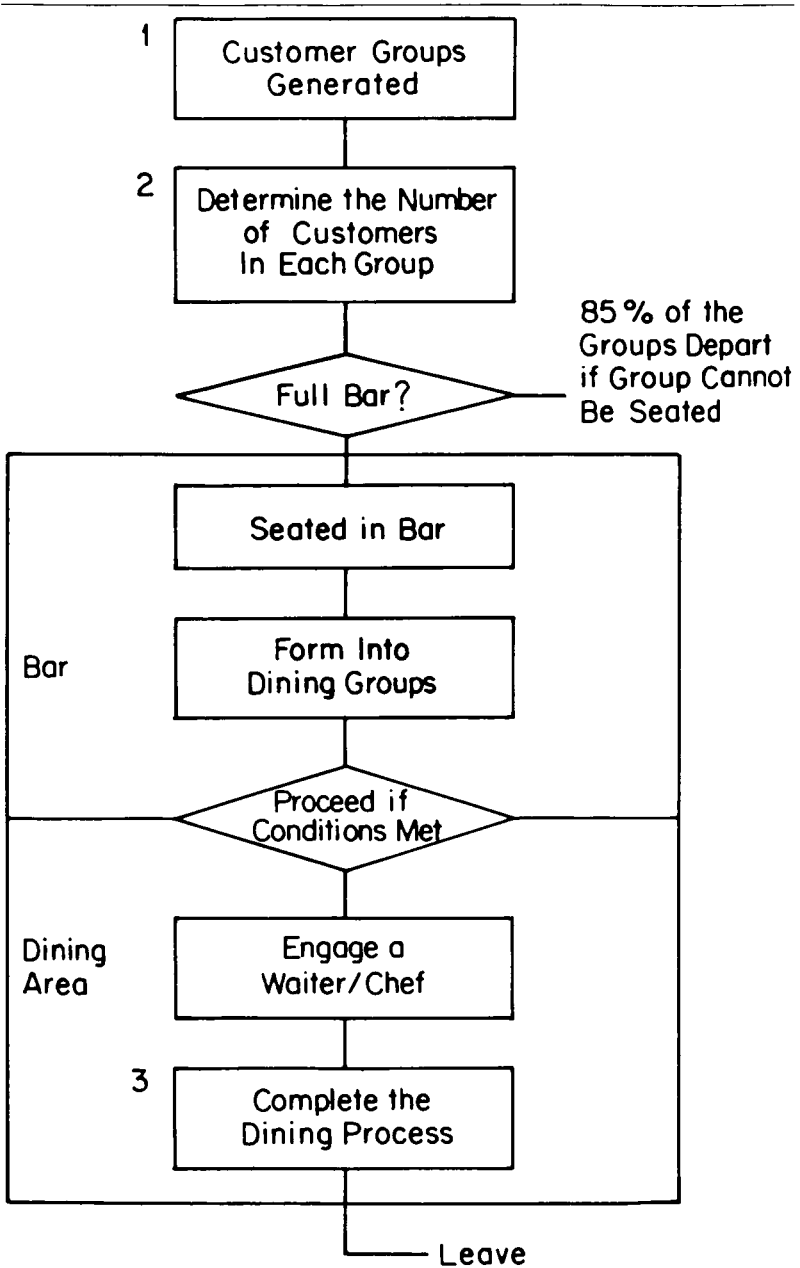 1
Customer Groups
Generated
2
Determine the Number
of Customers
In Each Group
Full Bar?
85% of the
Groups Depart
if Group Cannot
Be Seated
Seated in Bar
Form Into
Dining Groups
Bar
Proceed if
Conditions Met
Dining
Area
Engage a
Waiter/Chef
3
Complete the
Dining Process
Leave